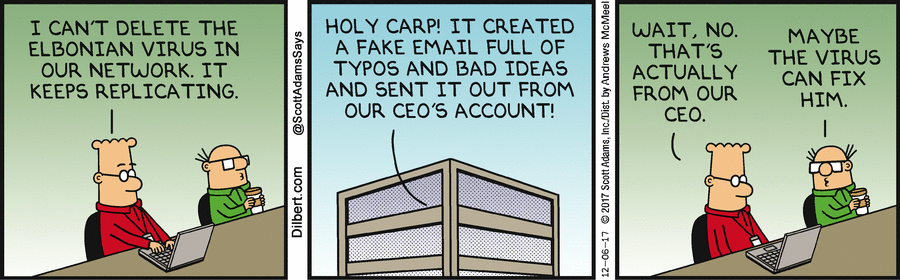 I CAN'T DELETE THE
ELBONIAN VIRUS IN
OUR NETWORK. IT
KEEPS REPLICATING.
Dilbert.com @ScottAdamsSays
HOLY CARP! IT CREATED
A FAKE EMAIL FULL OF
TYPOS AND BAD IDEAS
AND SENT IT OUT FROM
OUR CEO'S ACCOUNT!
12-06-17 © 2017 Scott Adams, Inc./Dist. by Andrews McMeel
WAIT, NO.
THAT'S
ACTUALLY
FROM OUR
CEO.
MAYBE
THE VIRUS
CAN FIX
HIM.